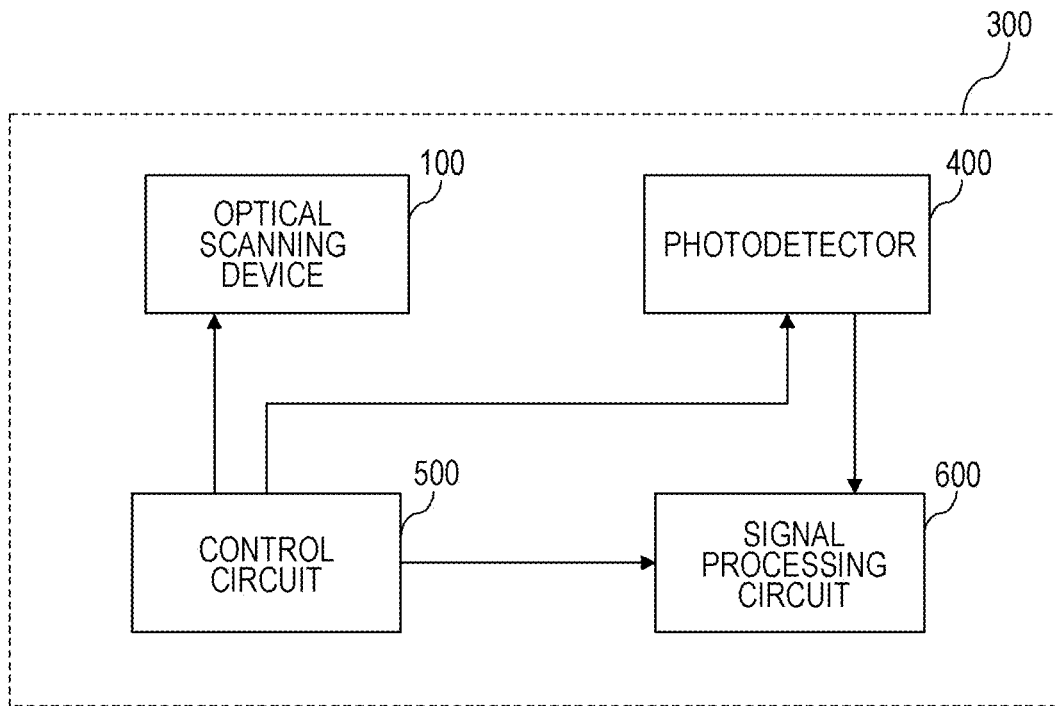 300
100
OPTICAL
SCANNING
DEVICE
400
PHOTODETECTOR
500
CONTROL
CIRCUIT
600
SIGNAL
PROCESSING
CIRCUIT